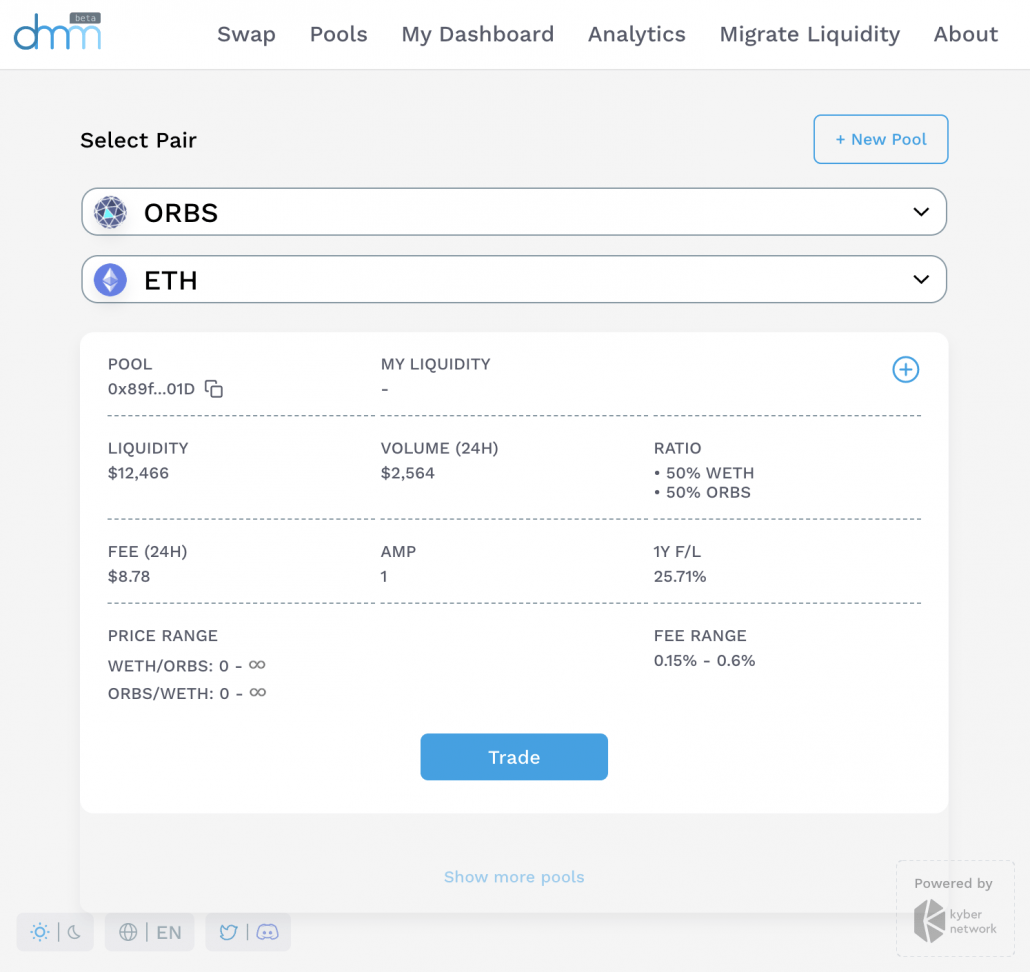 dmm beta
Swap Pools My Dashboard Analytics Migrate Liquidity About
Select Pair
+ New Pool
ORBS
ETH
POOL MY LIQUIDITY
0x89f...01D -
LIQUIDITY VOLUME (24H) RATIO
$12,466 $2,564 • 50% WETH
• 50% ORBS
FEE (24H) AMP 1Y F/L
$8.78 1 25.71%
PRICE RANGE FEE RANGE
WETH/ORBS: 0 - ∞ 0.15% - 0.6%
ORBS/WETH: 0 - ∞
Trade
Show more pools
Powered by
kyber
network
EN